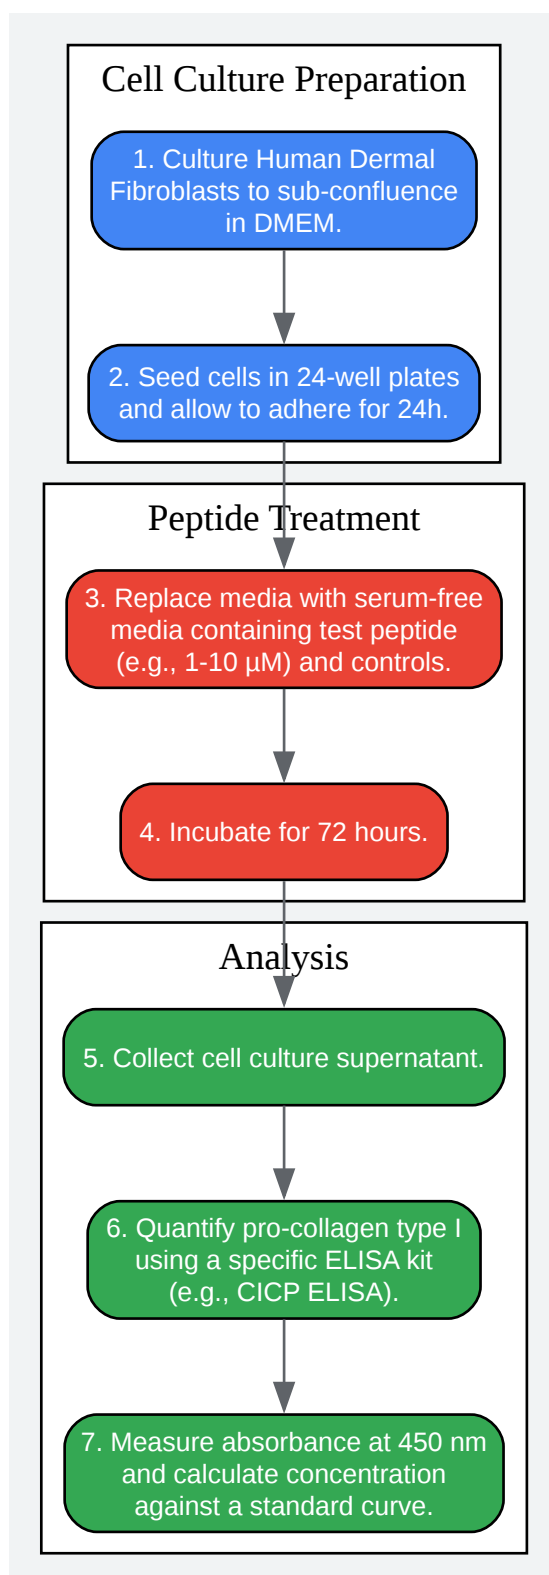 Cell Culture Preparation
1. Culture Human Dermal
Fibroblasts to sub-confluence
in DMEM.
2. Seed cells in 24-well plates
and allow to adhere for 24h.
Peptide Treatment
3. Replace media with serum-free
media containing test peptide
(e.g., 1-10 µM) and controls.
4. Incubate for 72 hours.
Analysis
5. Collect cell culture supernatant.
6. Quantify pro-collagen type I
using a specific ELISA kit
(e.g., CICP ELISA).
7. Measure absorbance at 450 nm
and calculate concentration
against a standard curve.